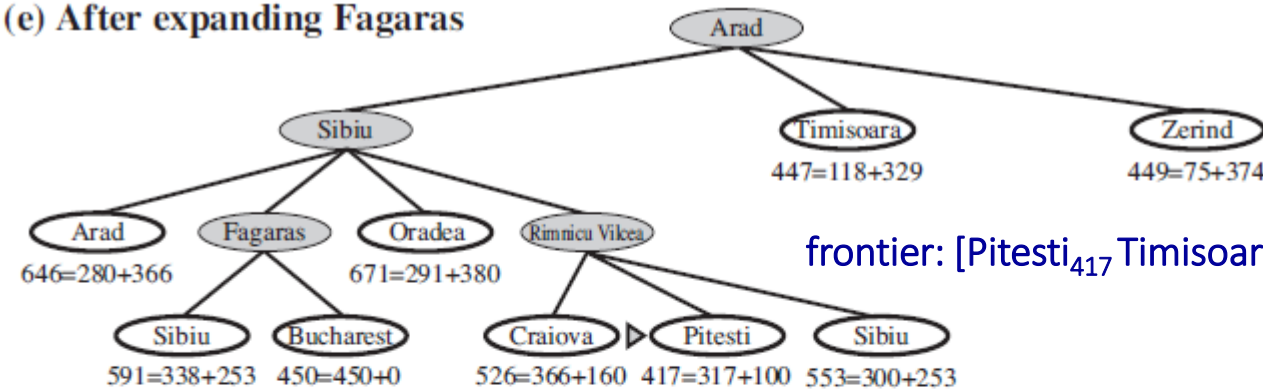 (e) After expanding Fagaras
Arad
Sibiu
Timisoara
Zerind
447=118+329
449=75+374
Arad
Fagaras
Oradea
Rimnicu Vilcea
646=280+366
671=291+380
frontier: [Pitesti417 Timisoar
Sibiu
Bucharest
Craiova
Pitesti
Sibiu
591=338+253
450=450+0
526=366+160
417=317+100
553=300+253